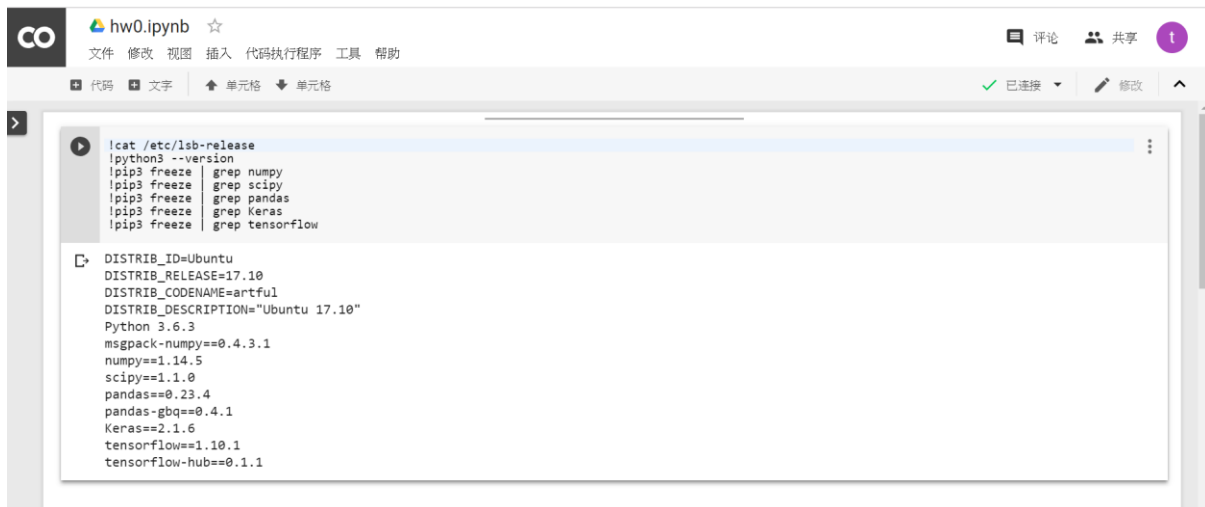 CO
hw0.ipynb
文件 修改 视图 插入 代码执行程序 工具 帮助
评论 共享 t
代码 文字 单元格 单元格
已连接 修改
!cat /etc/lsb-release
!python3 --version
!pip3 freeze | grep numpy
!pip3 freeze | grep scipy
!pip3 freeze | grep pandas
!pip3 freeze | grep Keras
!pip3 freeze | grep tensorflow
DISTRIB_ID=Ubuntu
DISTRIB_RELEASE=17.10
DISTRIB_CODENAME=artful
DISTRIB_DESCRIPTION="Ubuntu 17.10"
Python 3.6.3
msgpack-numpy==0.4.3.1
numpy==1.14.5
scipy==1.1.0
pandas==0.23.4
pandas-gbq==0.4.1
Keras==2.1.6
tensorflow==1.10.1
tensorflow-hub==0.1.1